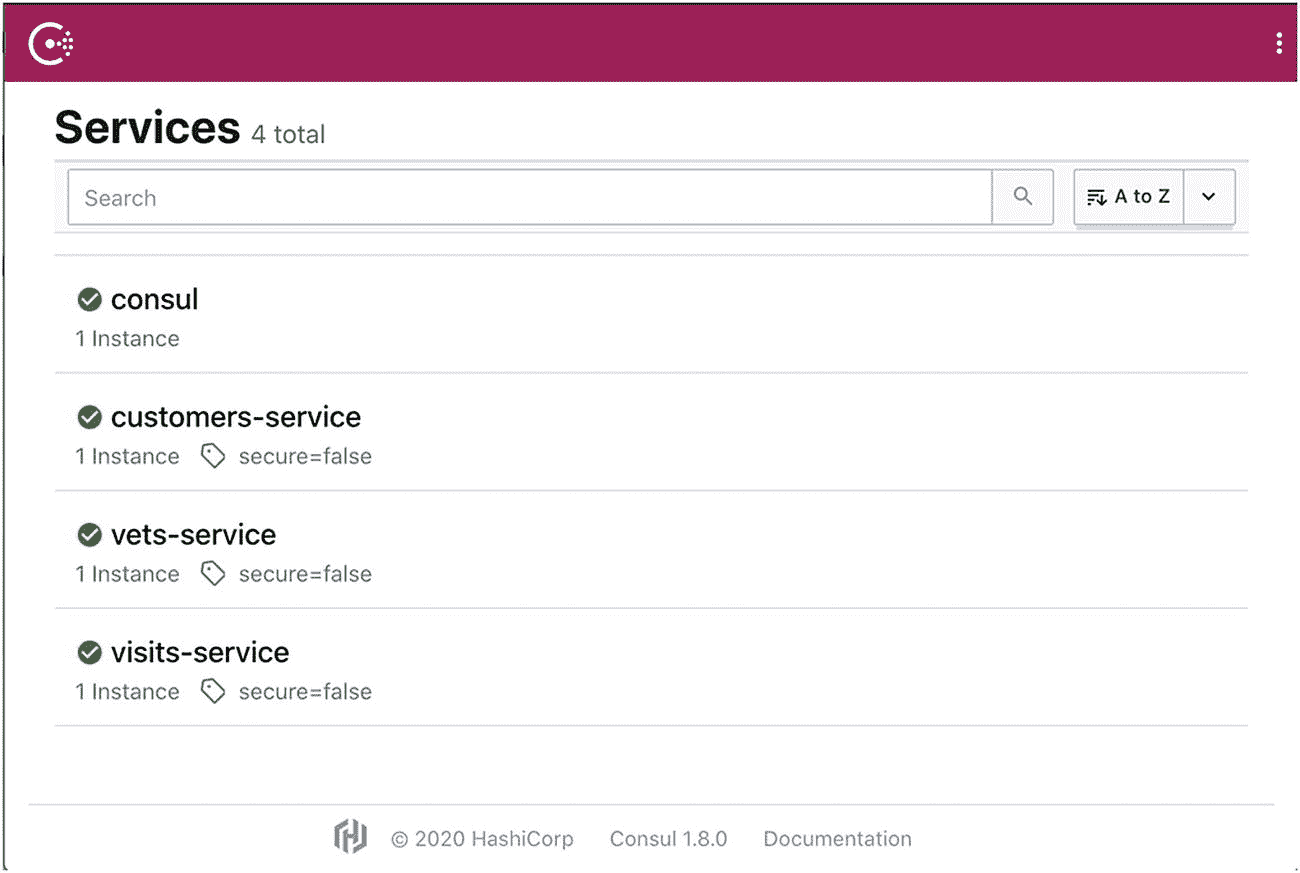 Services 4 total
Search
A to Z
consul
1 Instance
customers-service
1 Instance secure=false
vets-service
1 Instance secure=false
visits-service
1 Instance secure=false
© 2020 HashiCorp Consul 1.8.0 Documentation